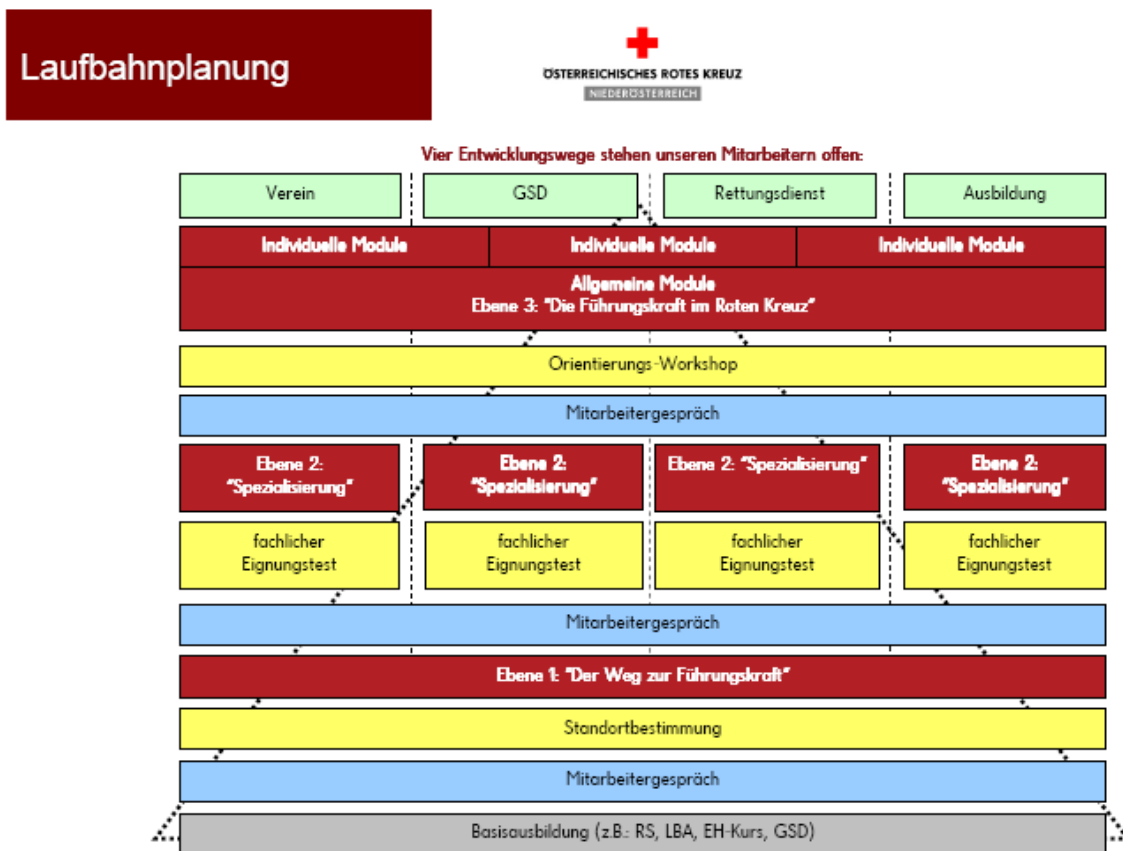 Laufbahnplanung
ÖSTERREICHISCHES ROTES KREUZ
NIEDERÖSTERREICH
Vier Entwicklungswege stehen unseren Mitarbeitern offen:
Verein
GSD
Rettungsdienst
Ausbildung
Individuelle Module
Individuelle Module
Individuelle Module
Allgemeine Module
Ebene 3: "Die Führungskraft im Roten Kreuz"
Orientierungs-Workshop
Mitarbeitergespräch
Ebene 2:
"Spezialisierung"
Ebene 2:
"Spezialisierung"
Ebene 2: "Spezialisierung"
Ebene 2:
"Spezialisierung"
fachlicher
Eignungstest
fachlicher
Eignungstest
fachlicher
Eignungstest
fachlicher
Eignungstest
Mitarbeitergespräch
Ebene 1: "Der Weg zur Führungskraft"
Standortbestimmung
Mitarbeitergespräch
Basisausbildung (z.B.: RS, LBA, EH-Kurs, GSD)